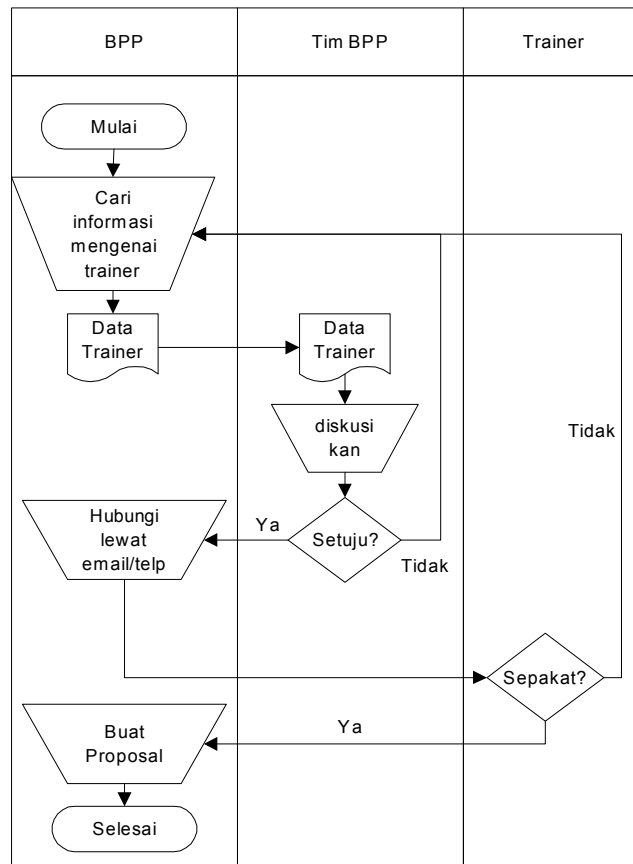 BPP
Tim BPP
Trainer
Mulai
Cari
informasi
mengenai
trainer
Data
Trainer
Data
Trainer
diskusi
kan
Tidak
Hubungi
lewat
email/telp
Ya
Setuju?
Tidak
Sepakat?
Buat
Proposal
Ya
Selesai